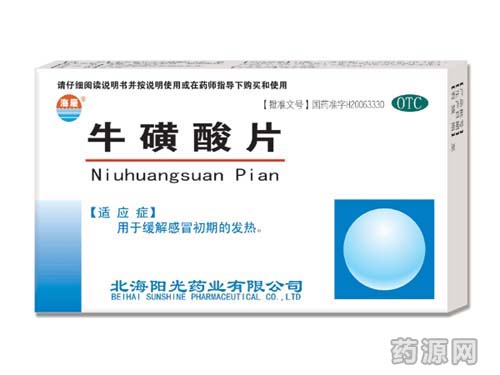 请仔细阅读说明书并按说明使用或在药师指导下购买和使用
海陽
【批准文号】国药准字H20063330
OTC
牛磺酸片
Niuhuangsuan Pian
【适应症】
用于缓解感冒初期的发热。
北海阳光药业有限公司
BEIHAI SUNSHINE PHARMACEUTICAL CO.,LTD
药源网